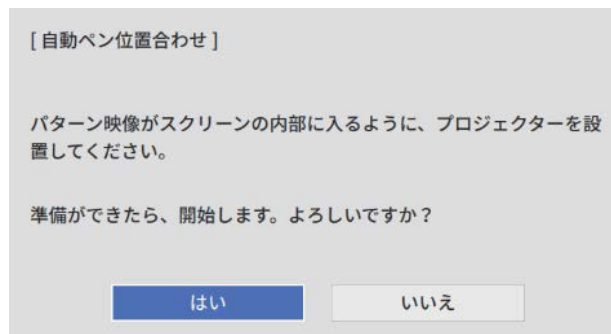 [ 自動ペン位置合わせ ]
パターン映像がスクリーンの内部に入るように、プロジェクターを設
置してください。
準備ができたら、開始します。よろしいですか？
はい
いいえ